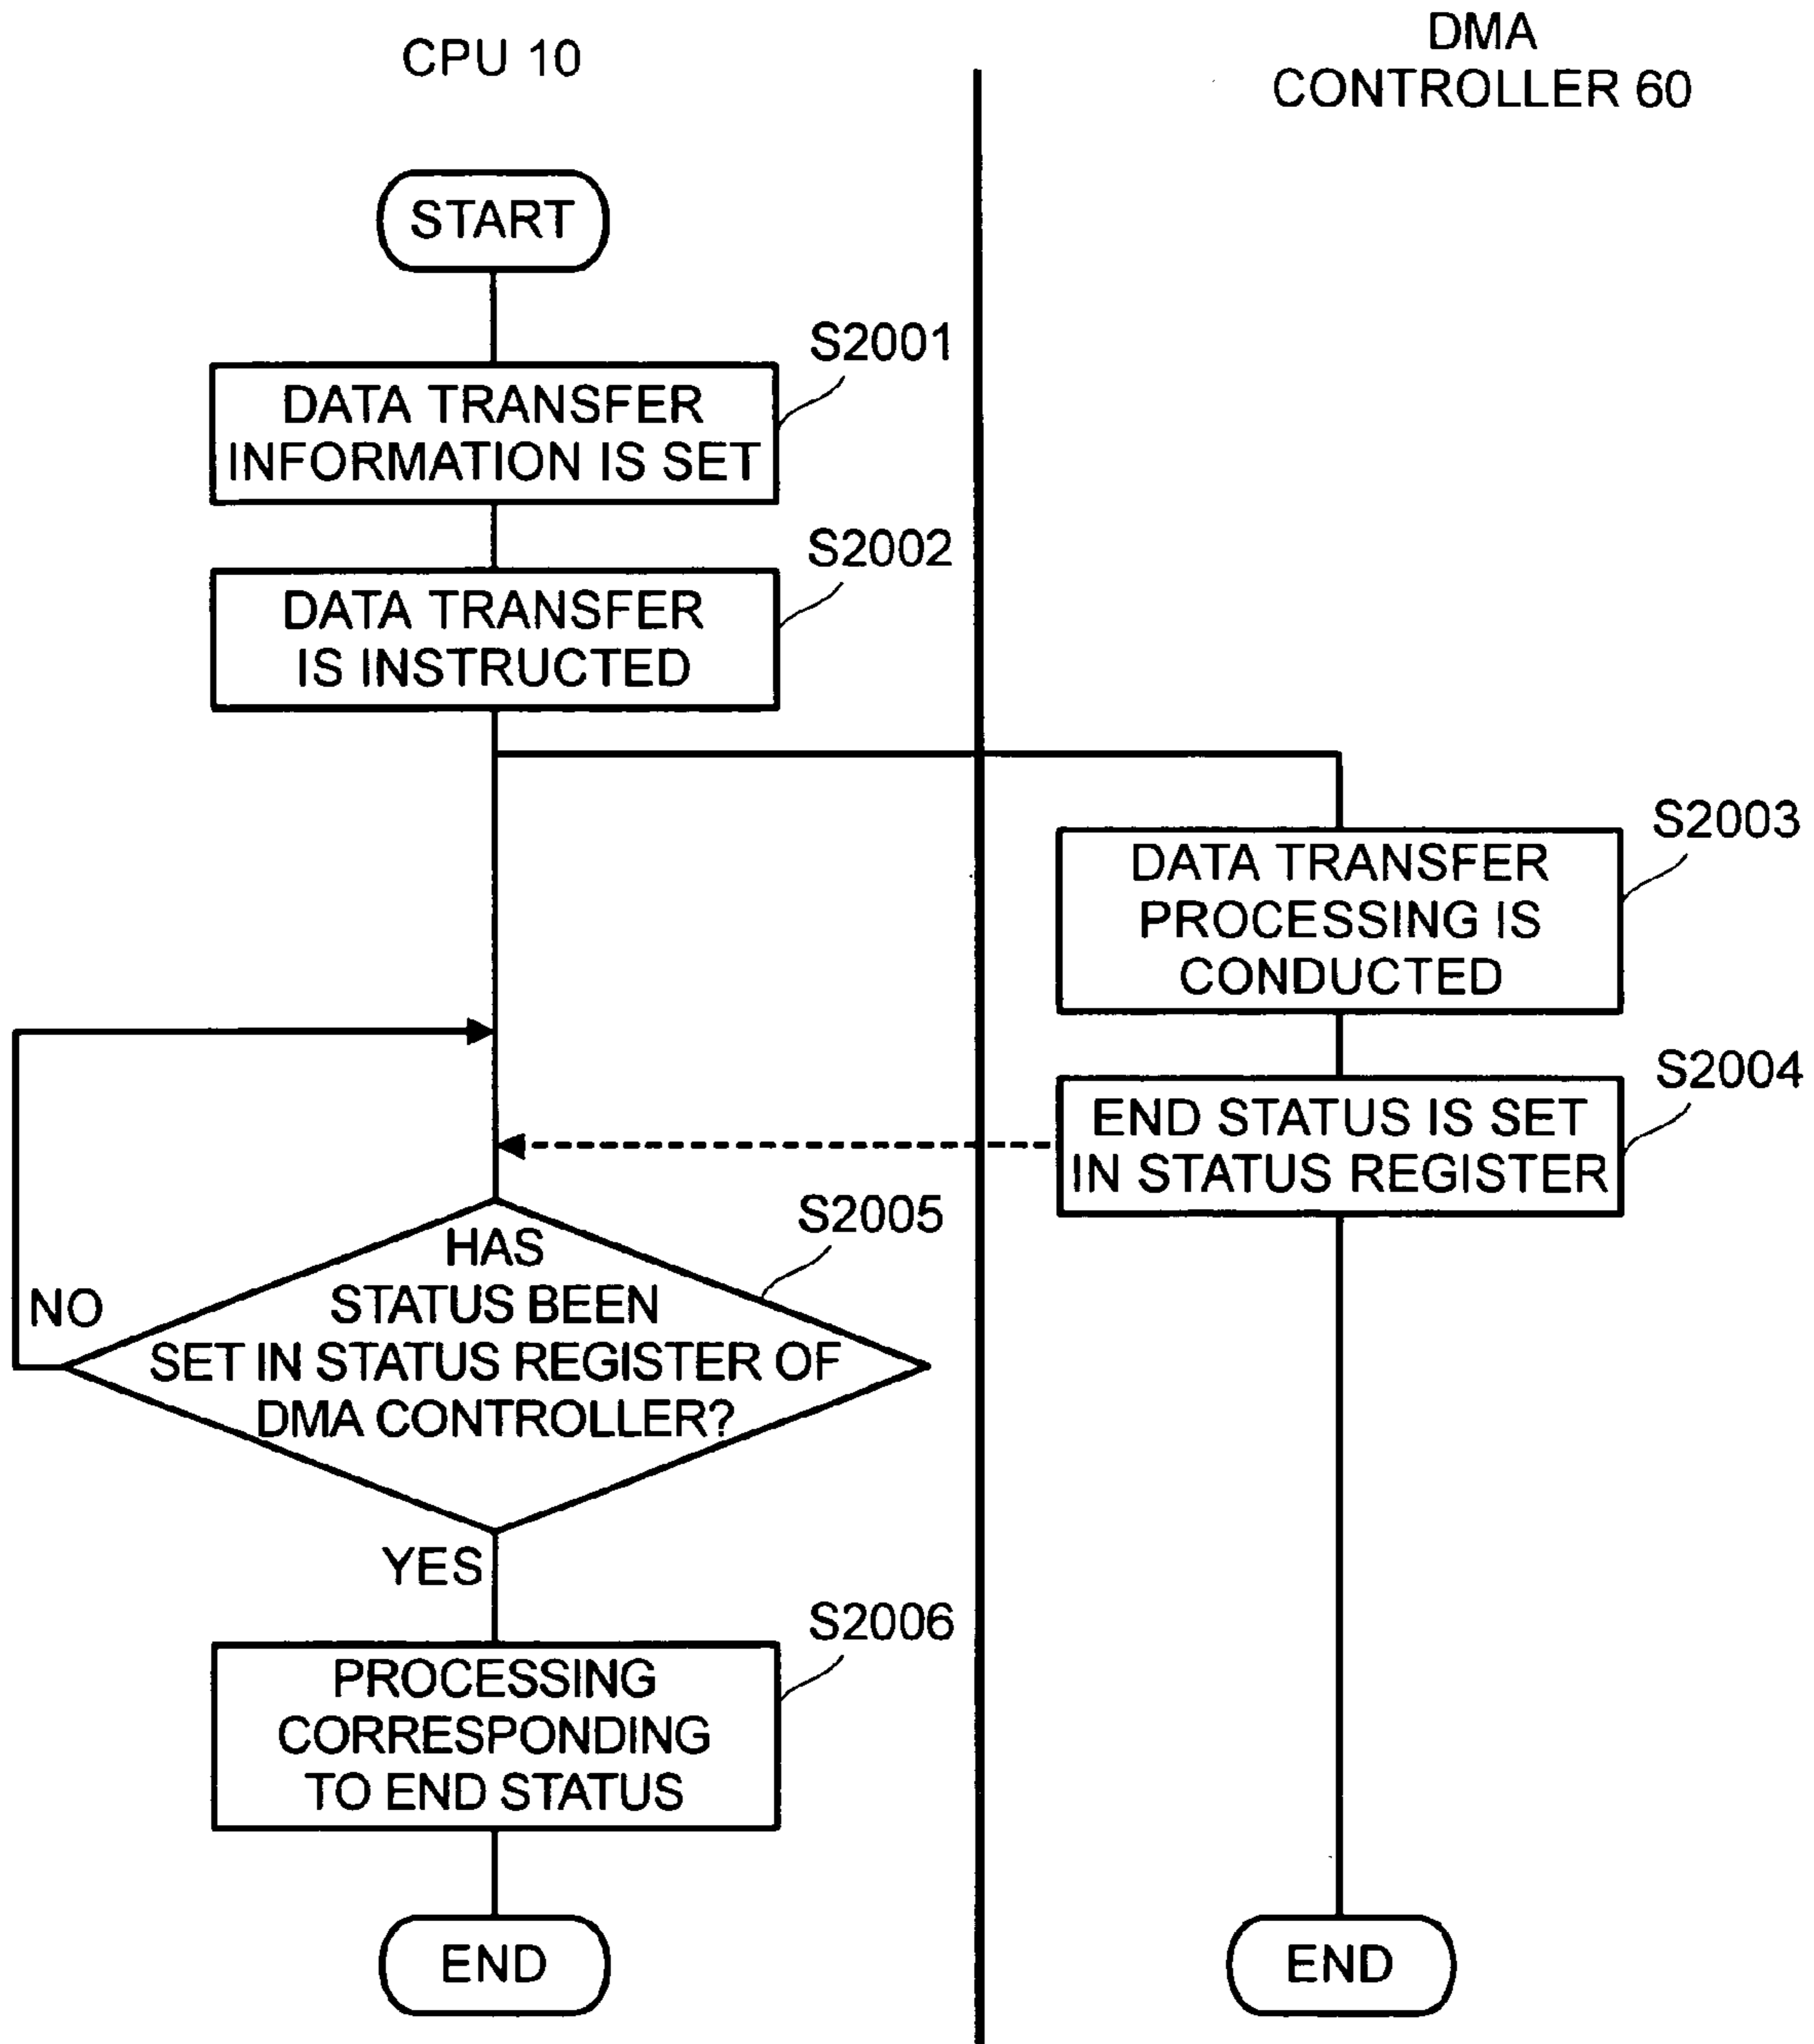 CPU 10
DMA
CONTROLLER 60
START
S2001
DATA TRANSFER
INFORMATION IS SET
S2002
DATA TRANSFER
IS INSTRUCTED
S2003
DATA TRANSFER
PROCESSING IS
CONDUCTED
S2004
END STATUS IS SET
IN STATUS REGISTER
S2005
HAS
STATUS BEEN
SET IN STATUS REGISTER OF
DMA CONTROLLER?
NO
YES
S2006
PROCESSING
CORRESPONDING
TO END STATUS
END
END